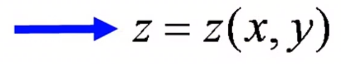 z = z(x, y)